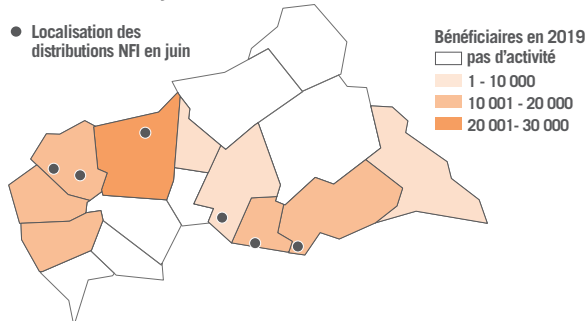 Localisation des
distributions NFI en juin
Bénéficiaires en 2019
pas d'activité
1 - 10 000
10 001 - 20 000
20 001- 30 000